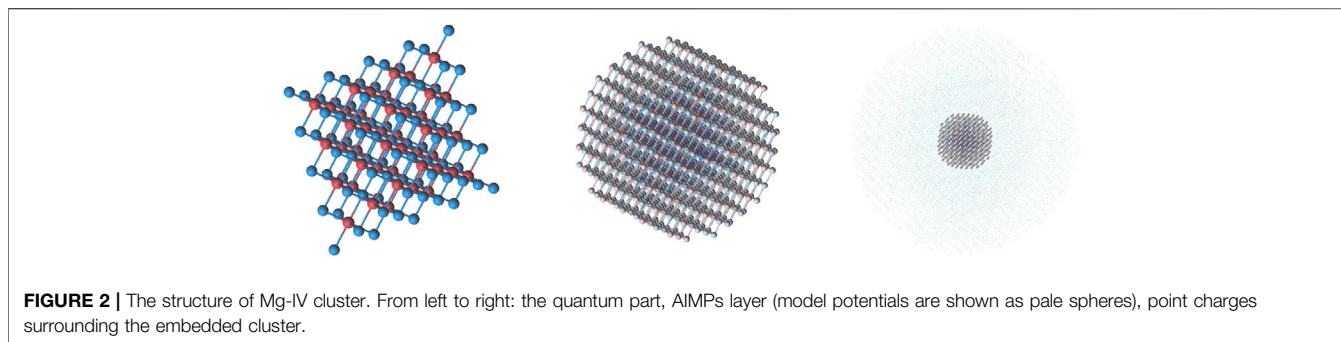 FIGURE 2 | The structure of Mg-IV cluster. From left to right: the quantum part, AIMPs layer (model potentials are shown as pale spheres), point charges
surrounding the embedded cluster.